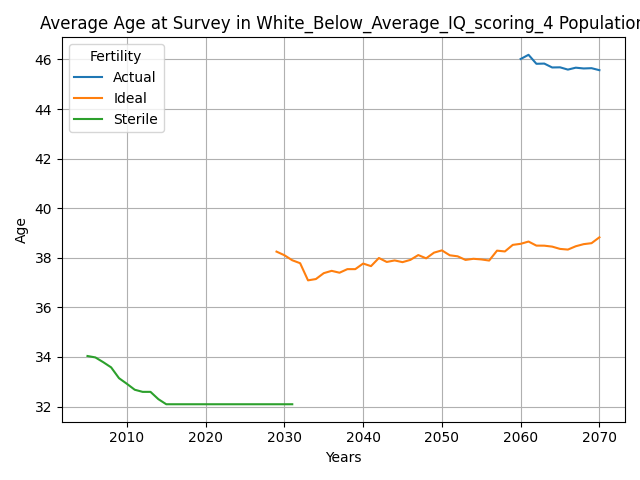 Average Age at Survey in White_Below_Average_IQ_scoring_4 Population
Fertility
Actual
Ideal
Sterile
46
44
42
40
38
36
34
32
Age
2010 2020 2030 2040 2050 2060 2070
Years